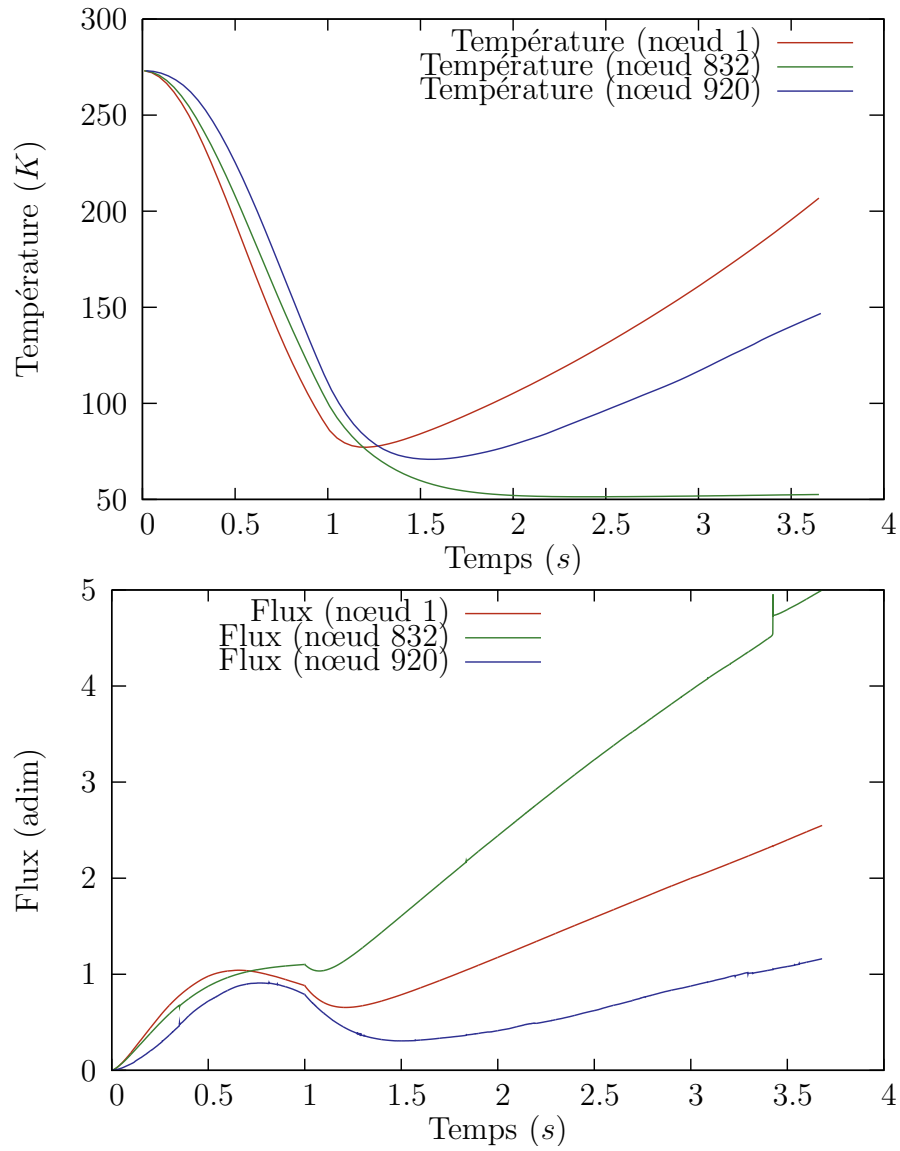 300
250
200
150
100
50
Température (K)
Température (nœud 1)
Température (nœud 832)
Température (nœud 920)
0 0.5 1 1.5 2 2.5 3 3.5 4
Temps (s)
5
4
3
2
1
0
Flux (adim)
Flux (nœud 1)
Flux (nœud 832)
Flux (nœud 920)
0 0.5 1 1.5 2 2.5 3 3.5 4
Temps (s)